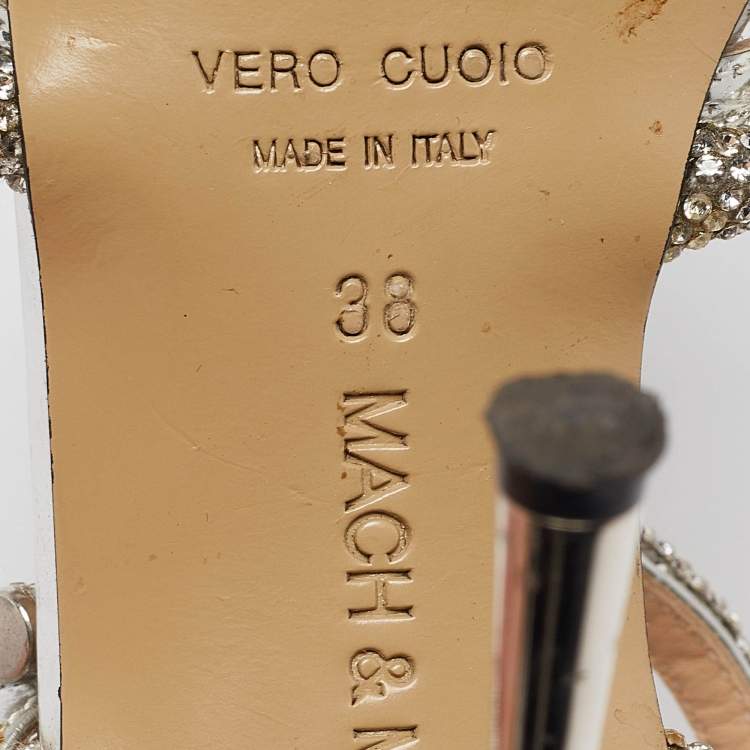 VERO CUOIO
MADE IN ITALY
38
MACH & M